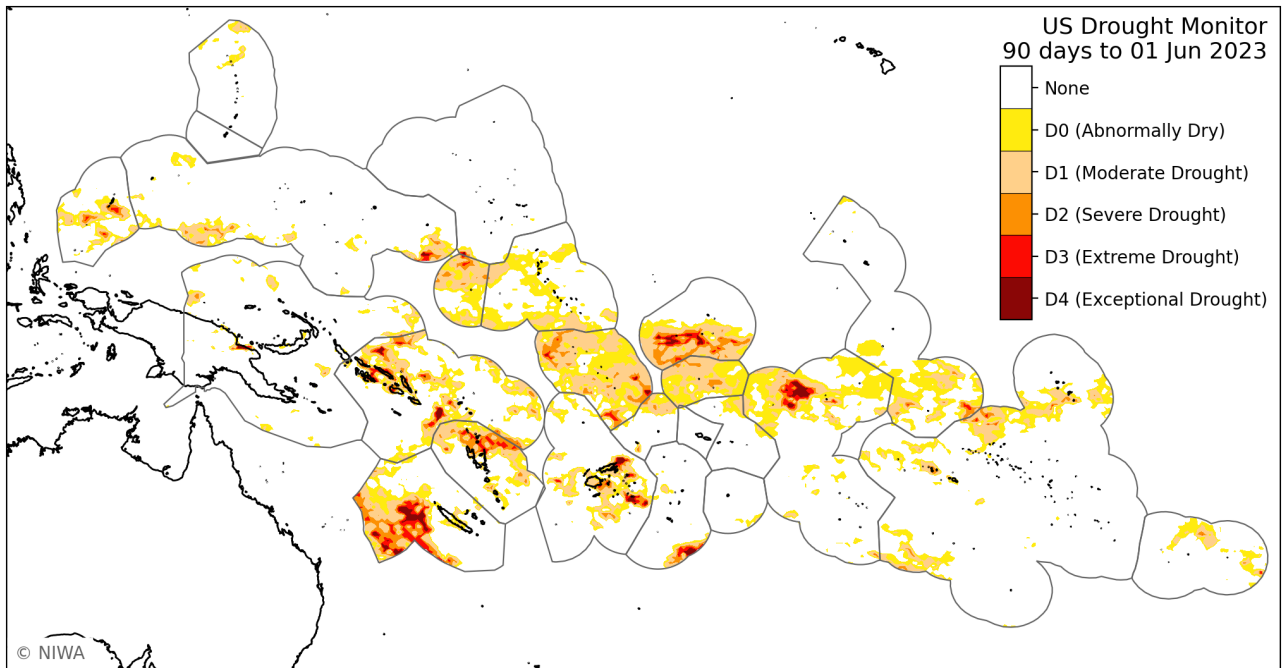 US Drought Monitor
90 days to 01 Jun 2023
None
D0 (Abnormally Dry)
D1 (Moderate Drought)
D2 (Severe Drought)
D3 (Extreme Drought)
D4 (Exceptional Drought)
© NIWA